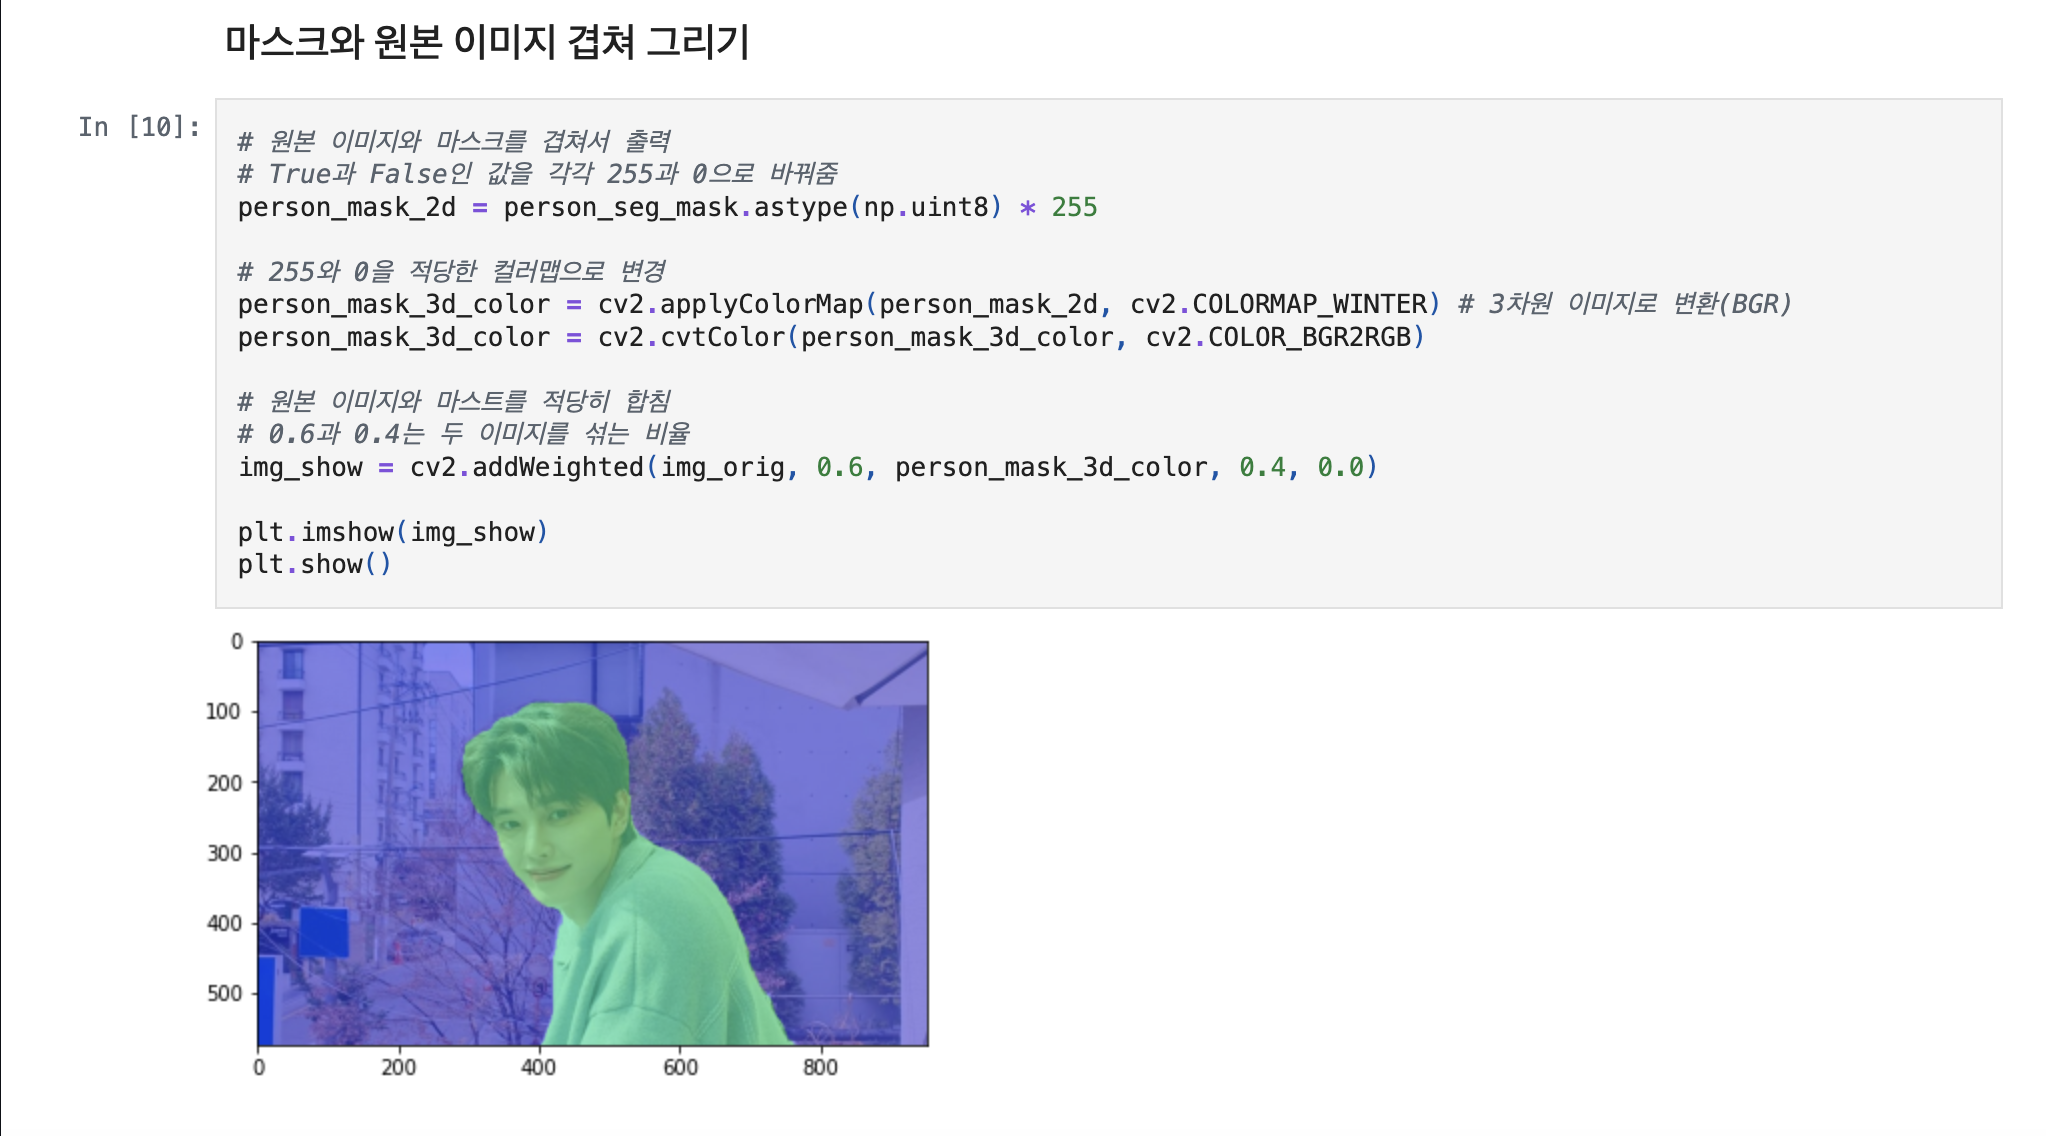 마스크와 원본 이미지 겹쳐 그리기
In [10]:
# 원본 이미지와 마스크를 겹쳐서 출력
# True과 False인 값을 각각 255과 0으로 바꿔줌
person_mask_2d = person_seg_mask.astype(np.uint8) * 255
# 255와 0을 적당한 컬러맵으로 변경
person_mask_3d_color = cv2.applyColorMap(person_mask_2d, cv2.COLORMAP_WINTER) # 3차원 이미지로 변환(BGR)
person_mask_3d_color = cv2.cvtColor(person_mask_3d_color, cv2.COLOR_BGR2RGB)
# 원본 이미지와 마스트를 적당히 합침
# 0.6과 0.4는 두 이미지를 섞는 비율
img_show = cv2.addWeighted(img_orig, 0.6, person_mask_3d_color, 0.4, 0.0)
plt.imshow(img_show)
plt.show()
0
100
200
300
400
500
0 200 400 600 800